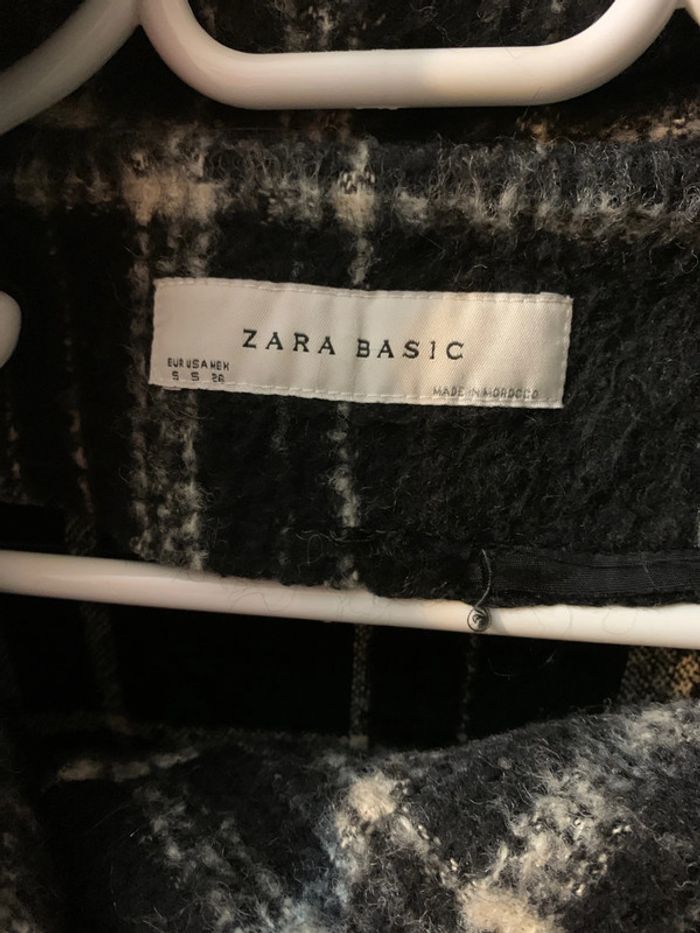 ZARA BASIC
EUR USA MEX
S S 26
MADE IN MOROCCO